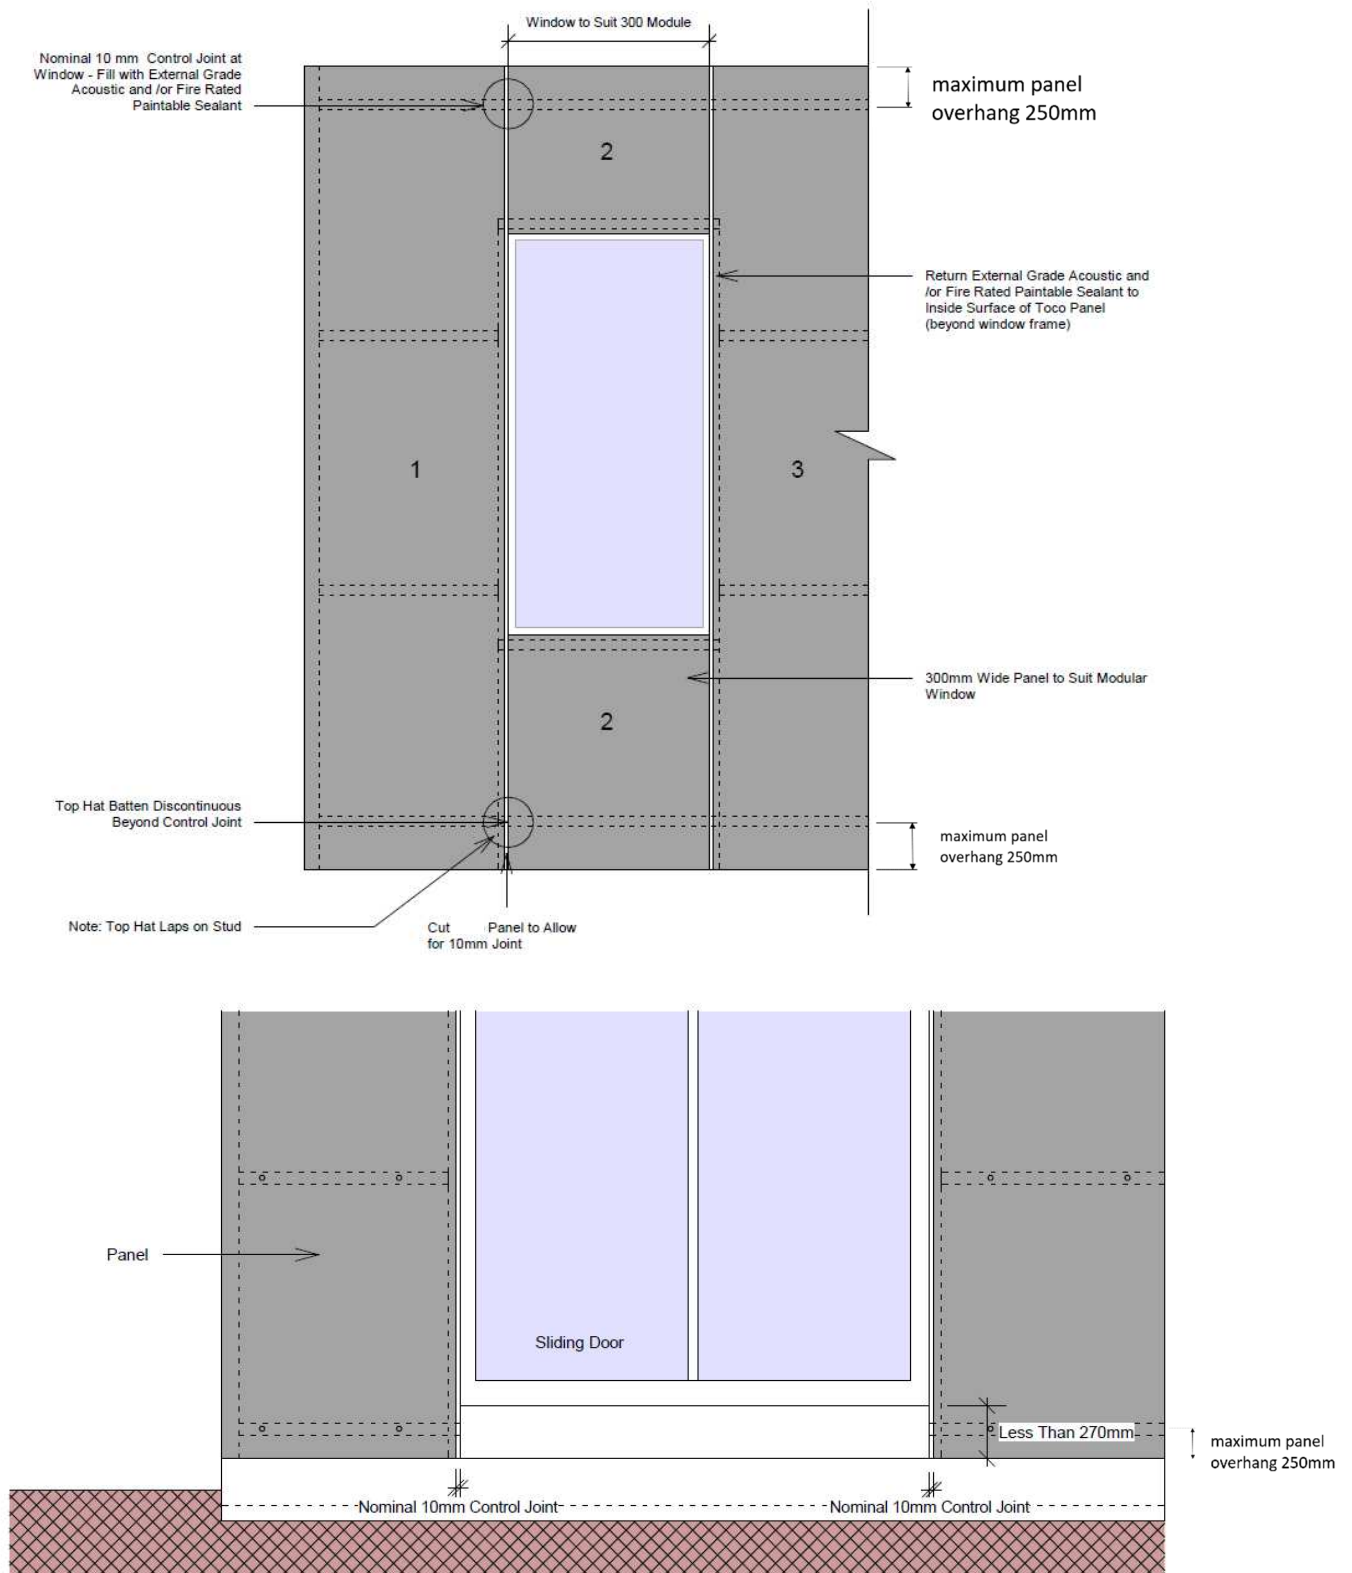 Window to Suit 300 Module
Nominal 10 mm Control Joint at
Window - Fill with External Grade
Acoustic and /or Fire Rated
Paintable Sealant
maximum panel
overhang 250mm
2
Return External Grade Acoustic and
/or Fire Rated Paintable Sealant to
Inside Surface of Toco Panel
(beyond window frame)
1
3
300mm Wide Panel to Suit Modular
Window
2
Top Hat Batten Discontinuous
Beyond Control Joint
maximum panel
overhang 250mm
Note: Top Hat Laps on Stud
Cut Panel to Allow
for 10mm Joint
Panel
Sliding Door
Less Than 270mm
maximum panel
overhang 250mm
Nominal 10mm Control Joint
Nominal 10mm Control Joint